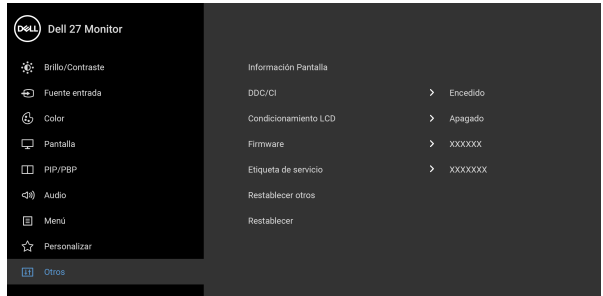 DELL Dell 27 Monitor
Brillo/Contraste
Fuente entrada
Color
Pantalla
PIP/PBP
Audio
Menú
Personalizar
Otros
Información Pantalla
DDC/CI > Encedido
Condicionamiento LCD > Apagado
Firmware > XXXXXX
Etiqueta de servicio > XXXXXXX
Restablecer otros
Restablecer